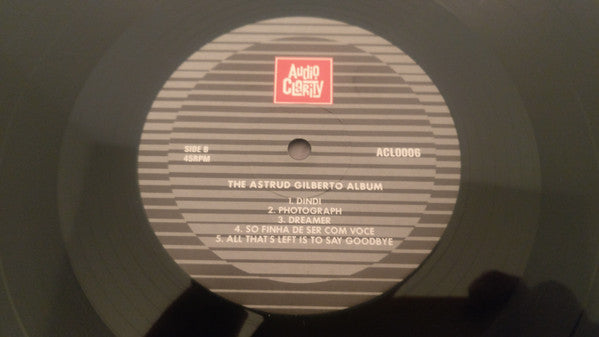 Audio
Clarity
SIDE B
45RPM
ACL0006
THE ASTRUD GILBERTO ALBUM
1. DINDI
2. PHOTOGRAPH
3. DREAMER
4. SO FINHA DE SER COM VOCE
5. ALL THAT'S LEFT IS TO SAY GOODBYE